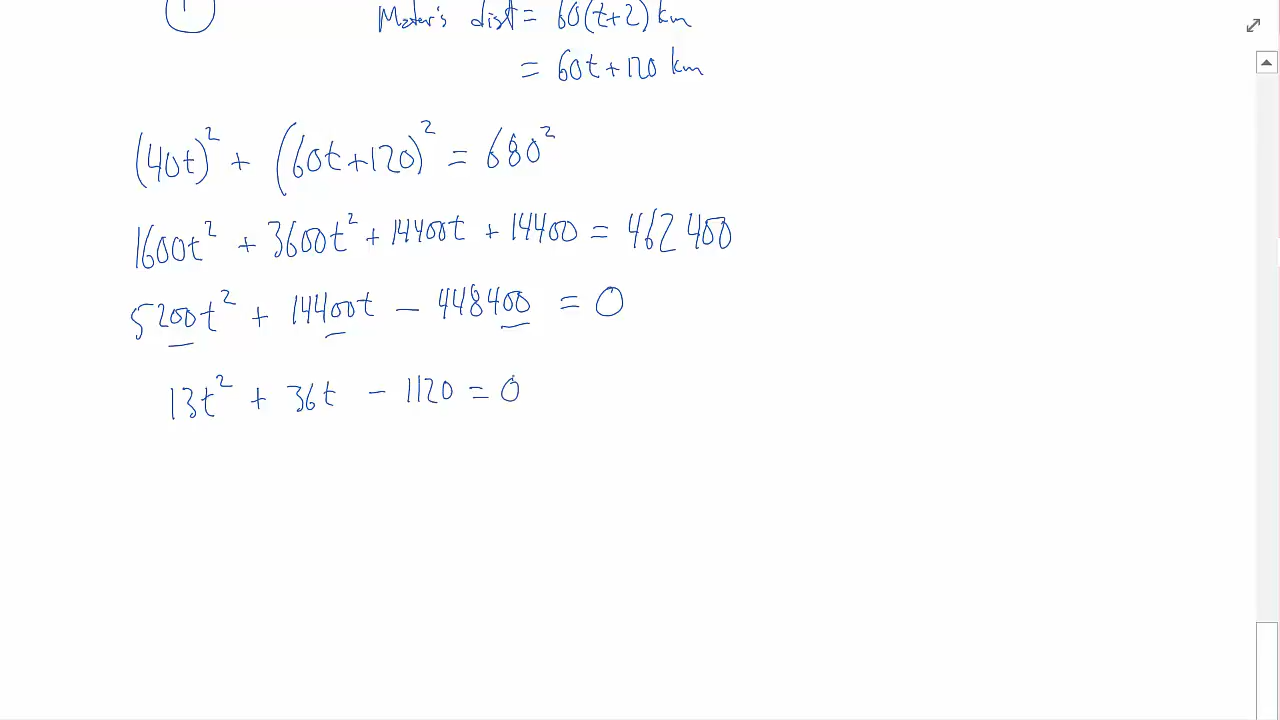 Mater's dist = 60(t+2) km
= 60t+120 km
(40t)² + (60t+120)² = 680²
1600t² + 3600t² + 14400t + 14400 = 462 400
5200t² + 14400t - 448400 = 0
13t² + 36t - 1120 = 0